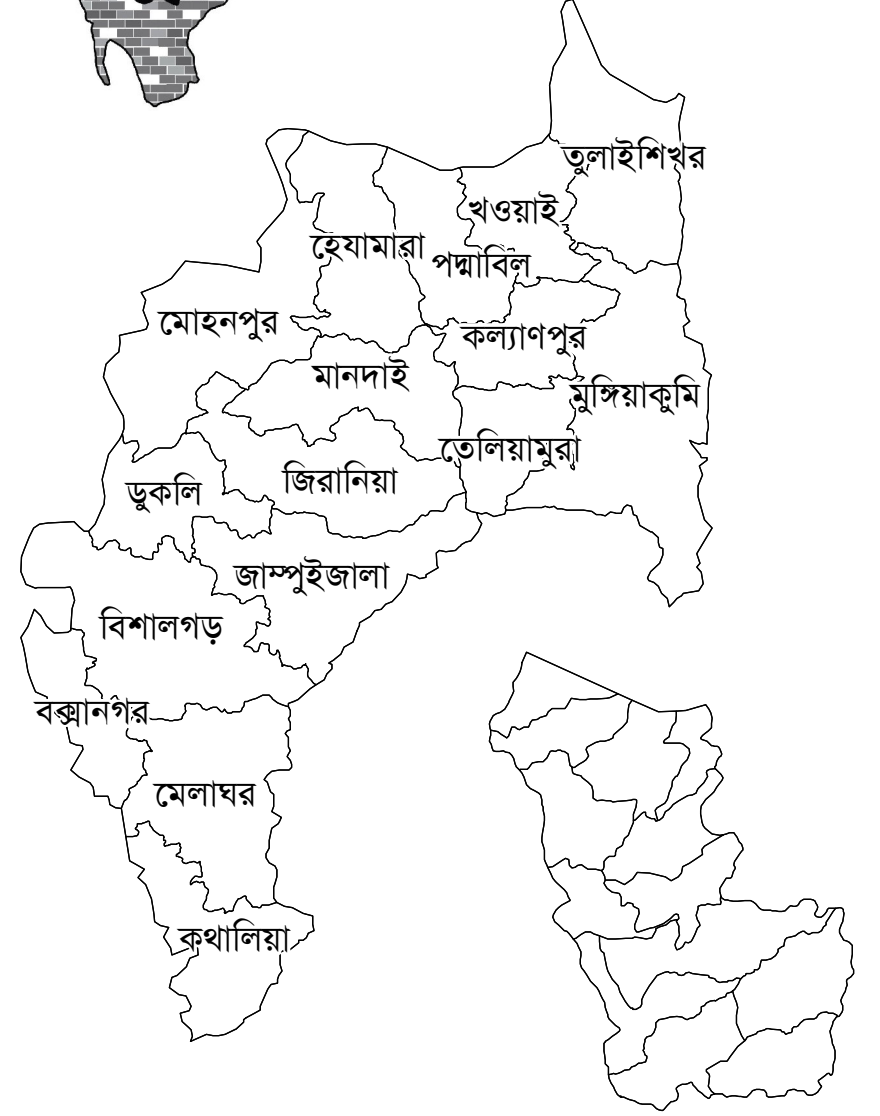 তুলাইশিখর
খওয়াই
হেযামারা
পদ্মাবিল
মোহনপুর
কল্যাণপুর
মানদাই
মুঙ্গিয়াকুমি
তেলিয়ামুরা
জিরানিয়া
ডুকলি
জাম্পুইজালা
বিশালগড়
বক্সানগর
মেলাঘর
কথালিয়া